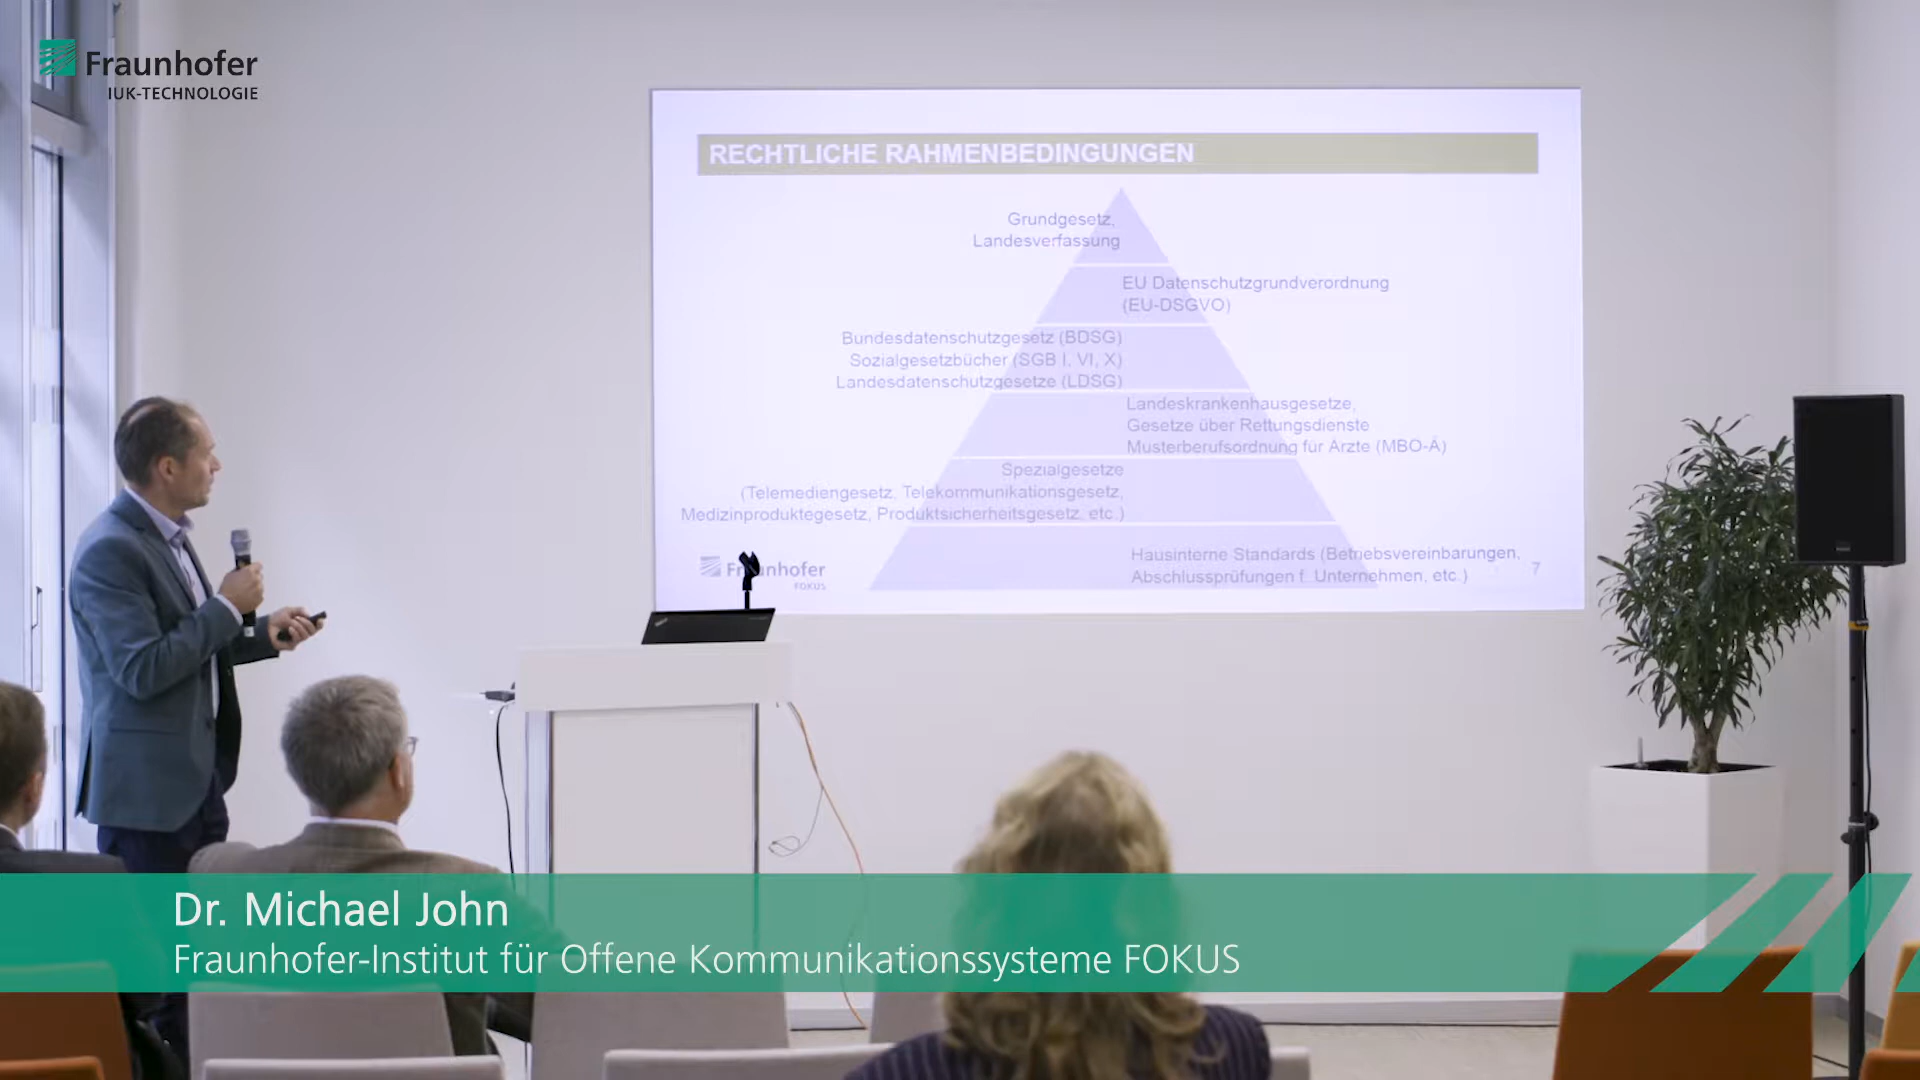 Fraunhofer
IUK-TECHNOLOGIE
RECHTLICHE RAHMENBEDINGUNGEN
Grundgesetz,
Landesverfassung
EU Datenschutzgrundverordnung
(EU-DSGVO)
Bundesdatenschutzgesetz (BDSG)
Sozialgesetzbücher (SGB I, VI, X)
Landesdatenschutzgesetze (LDSG)
Landeskrankenhausgesetze,
Gesetze über Rettungsdienste
Musterberufsordnung für Ärzte (MBO-Ä)
Spezialgesetze
(Telemediengesetz, Telekommunikationsgesetz,
Medizinproduktegesetz, Produktsicherheitsgesetz, etc.)
Hausinterne Standards (Betriebsvereinbarungen,
Abschlussprüfungen f. Unternehmen, etc.)
Fraunhofer
FOKUS
7
Dr. Michael John
Fraunhofer-Institut für Offene Kommunikationssysteme FOKUS